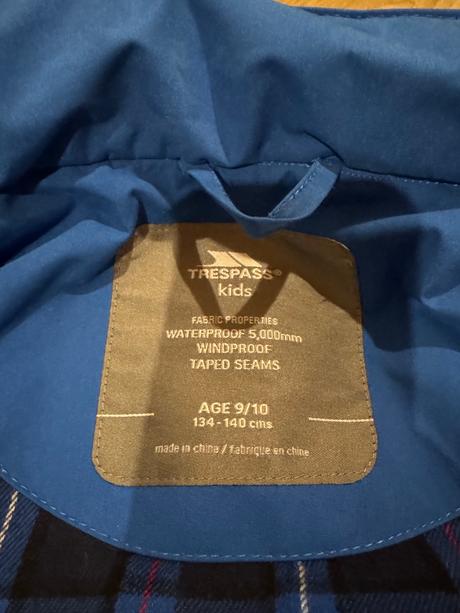 TRESPASS®
kids
FABRIC PROPERTIES
WATERPROOF 5,000mm
WINDPROOF
TAPED SEAMS
AGE 9/10
134-140 cms
made in china / fabrique en chine